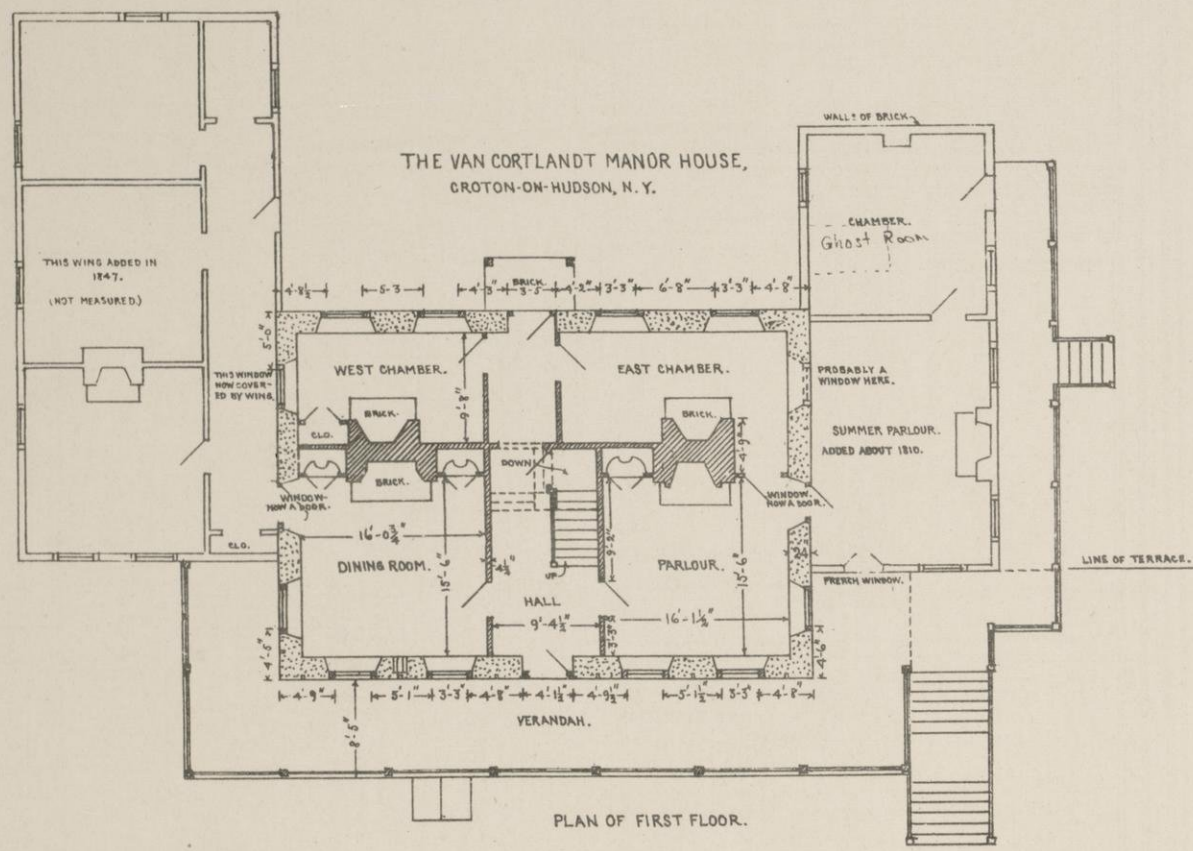 WALLS OF BRICK
THE VAN CORTLANDT MANOR HOUSE,
CROTON-ON-HUDSON, N.Y.
CHAMBER.
Ghost Room
THIS WING ADDED IN
1847.
(NOT MEASURED.)
BRICK.
4'-8½ 5-3 4'-3" 3-5 4'-2" 3'-3" 6'-8" 3'-3" 4'-8"
5'-0"
THIS WINDOW
NOW COVER-
ED BY WING.
WEST CHAMBER.
9'-8"
EAST CHAMBER.
PROBABLY A
WINDOW HERE.
BRICK.
BRICK.
CLO.
SUMMER PARLOUR.
ADDED ABOUT 1810.
4'-9"
DOWN
BRICK.
WINDOW-
NOW A DOOR.
WINDOW.
NOW A DOOR.
CLO.
16'-0¾"
9'-2"
24
DINING ROOM.
15'-6"
4½"
UP
PARLOUR.
15'-6"
FRENCH WINDOW.
LINE OF TERRACE.
HALL
9'-4½"
16'-1½"
3'-3"
4'-5"
4'-6"
4'-9" 5'-1" 3'-3" 4'-8" 4'-1½" 4'-9½" 5'-1½" 3'-3" 4'-8"
8'-5"
VERANDAH.
PLAN OF FIRST FLOOR.